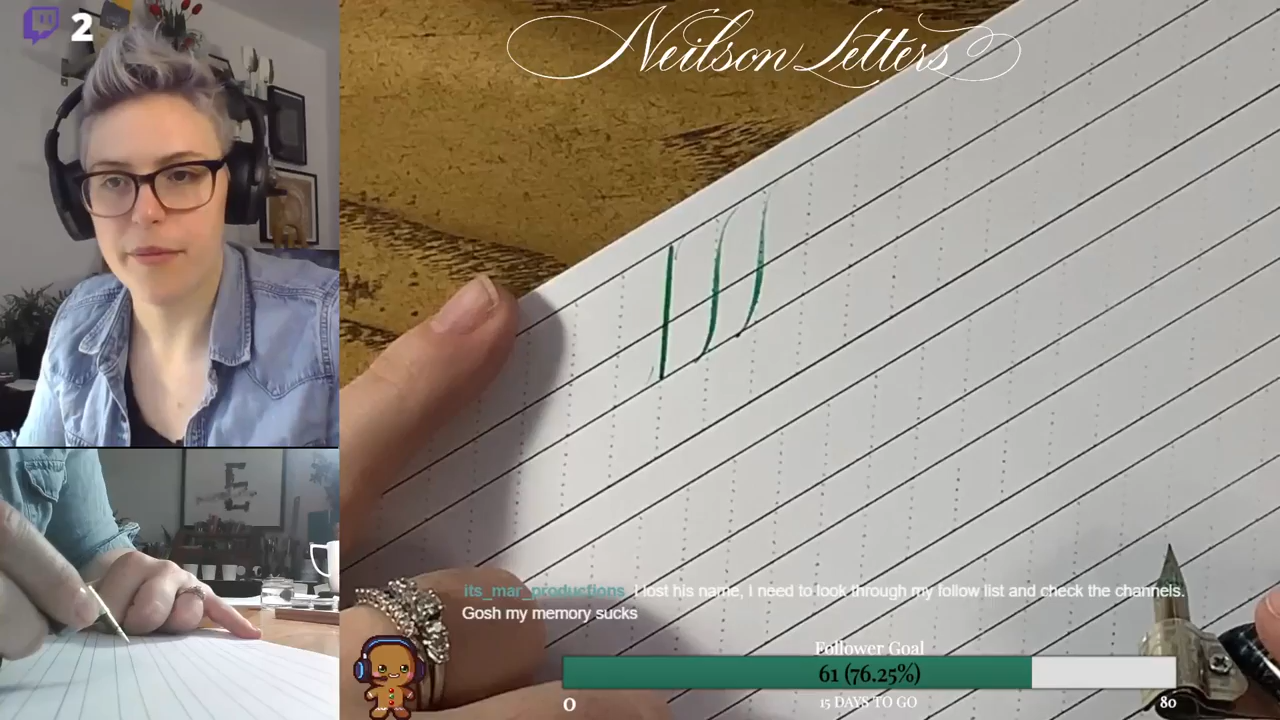 2
Neilson Letters
its_mar_productions I lost his name, I need to look through my follow list and check the channels.
Gosh my memory sucks
Follower Goal
61 (76.25%)
0
15 DAYS TO GO
80